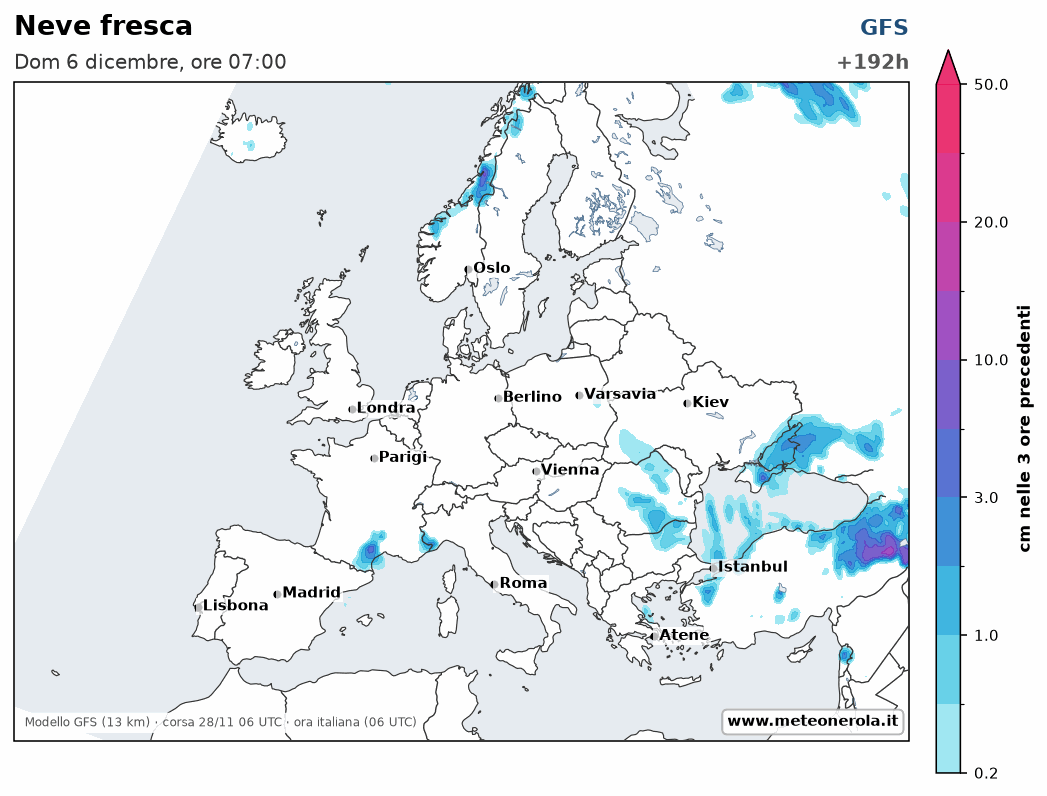 Neve fresca
GFS
Dom 6 dicembre, ore 07:00
+192h
50.0
20.0
10.0
3.0
1.0
0.2
cm nelle 3 ore precedenti
Oslo
Berlino
Varsavia
Kiev
Londra
Parigi
Vienna
Istanbul
Roma
Madrid
Lisbona
Atene
Modello GFS (13 km) · corsa 28/11 06 UTC · ora italiana (06 UTC)
www.meteonerola.it